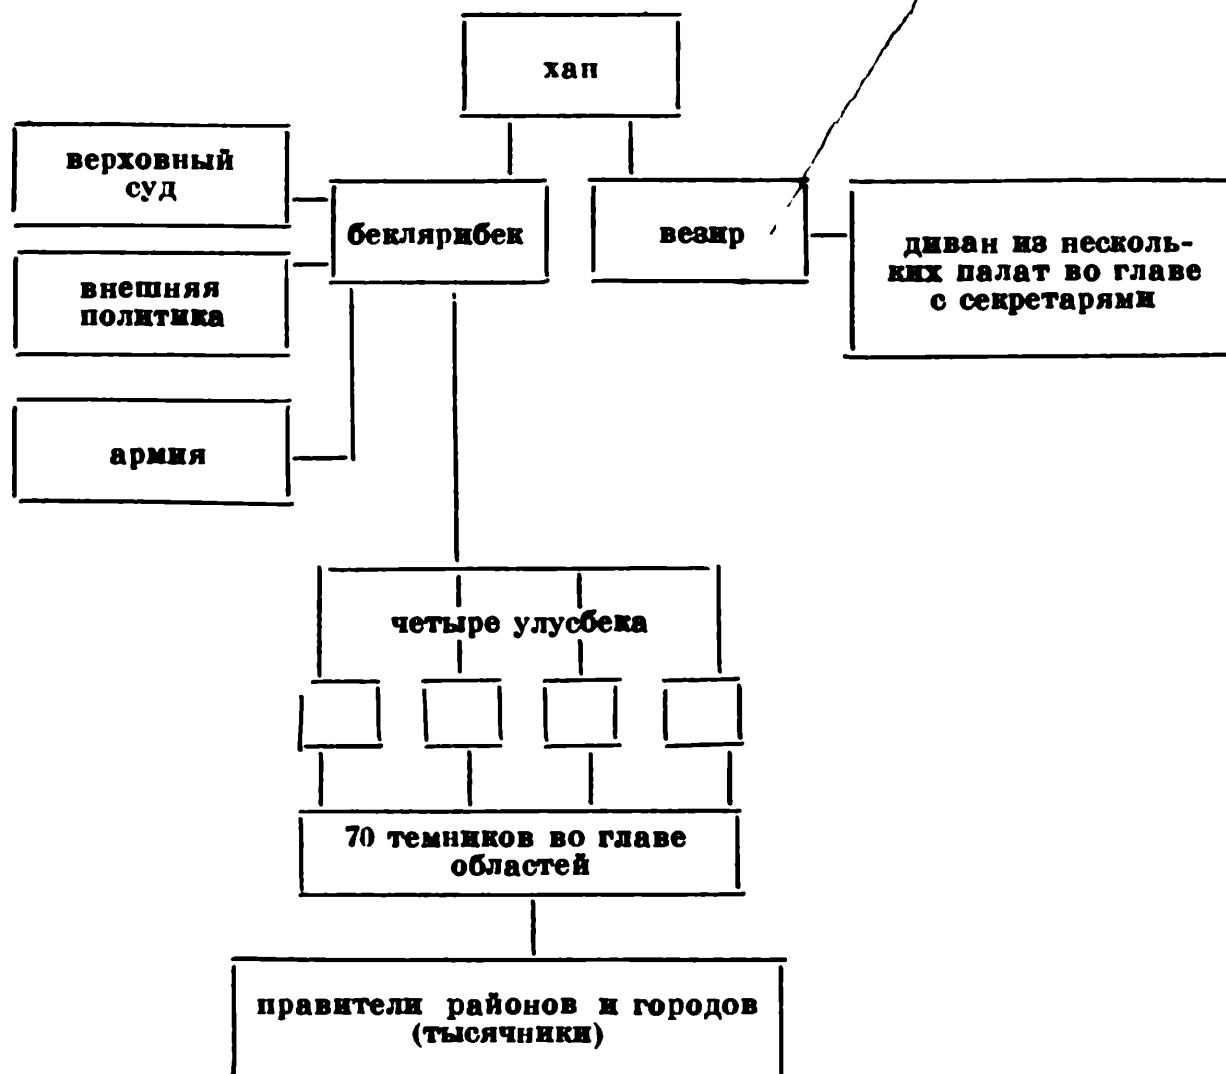 хан
верховный
суд
беклярибек
везир
диван из несколь-
ких палат во главе
с секретарями
внешняя
политика
армия
четыре улусбека
70 темников во главе
областей
правители районов и городов
(тысячники)